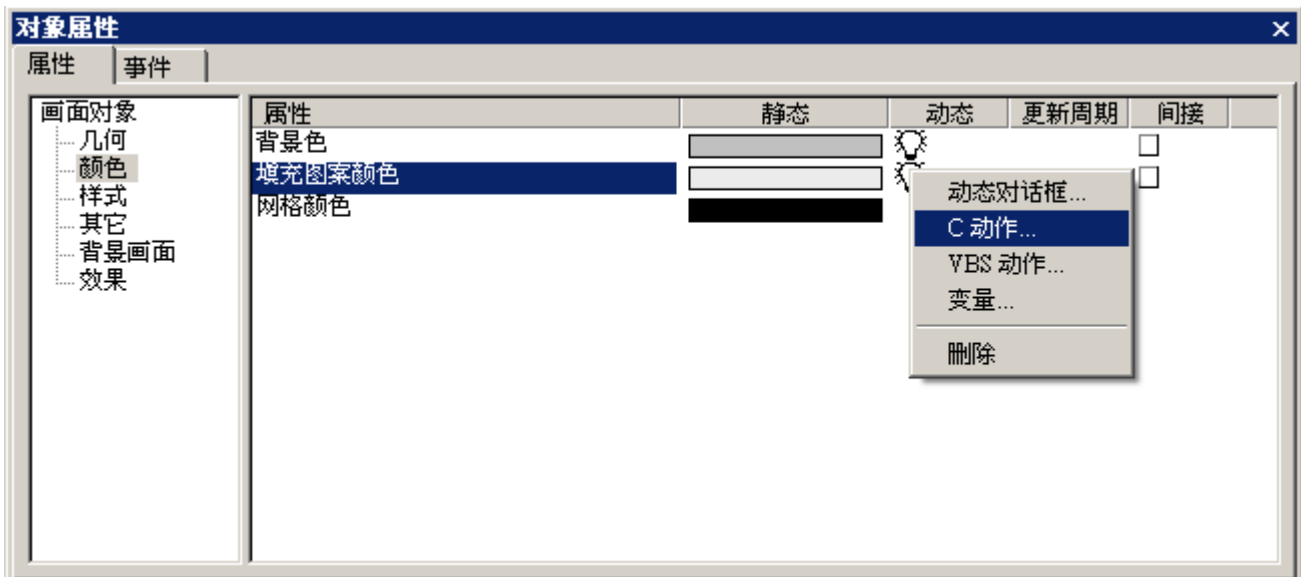 对象属性
属性 事件
画面对象
几何
颜色
样式
其它
背景画面
效果
属性 静态 动态 更新周期 间接
背景色
填充图案颜色
网格颜色
动态对话框...
C 动作...
VBS 动作...
变量...
删除